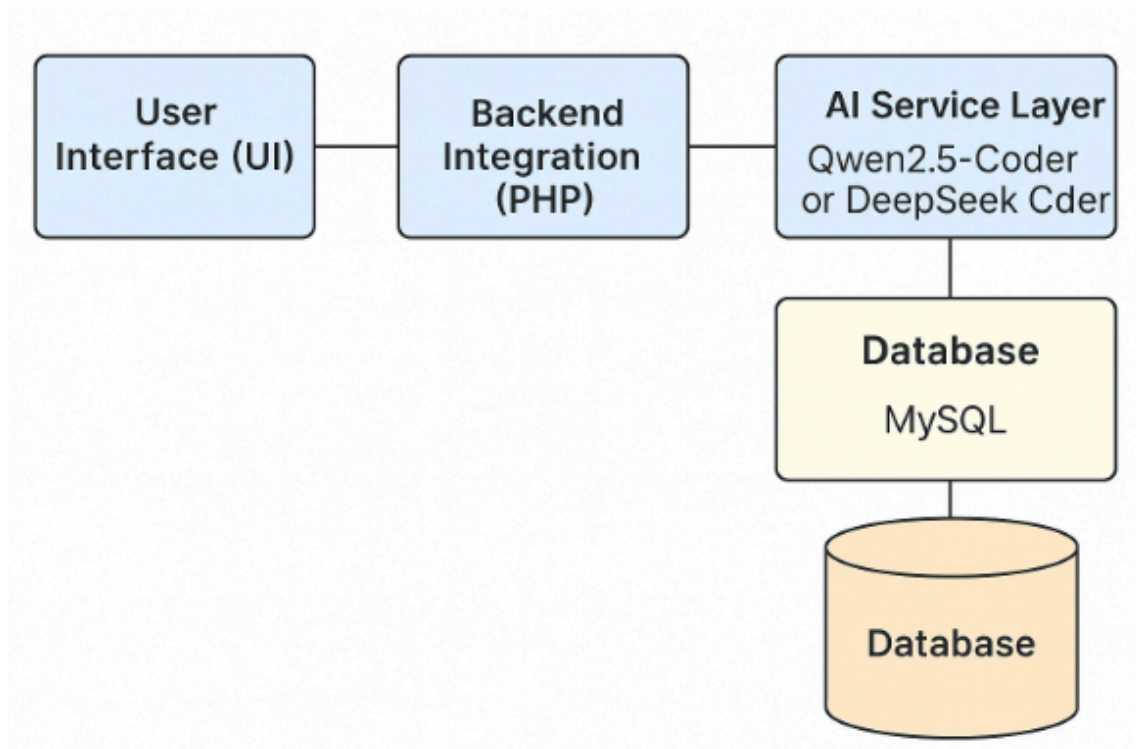 User
Interface (UI)
Backend
Integration
(PHP)
AI Service Layer
Qwen2.5-Coder
or DeepSeek Cder
Database
MySQL
Database